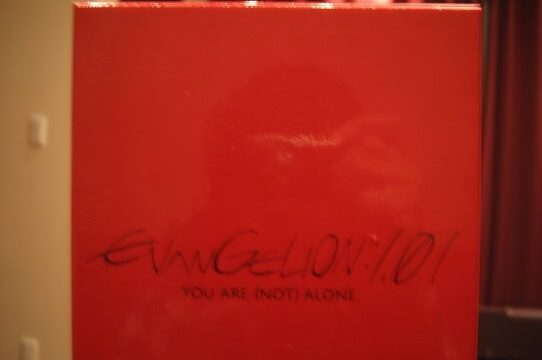 EVANGELION:1.01
YOU ARE (NOT) ALONE.